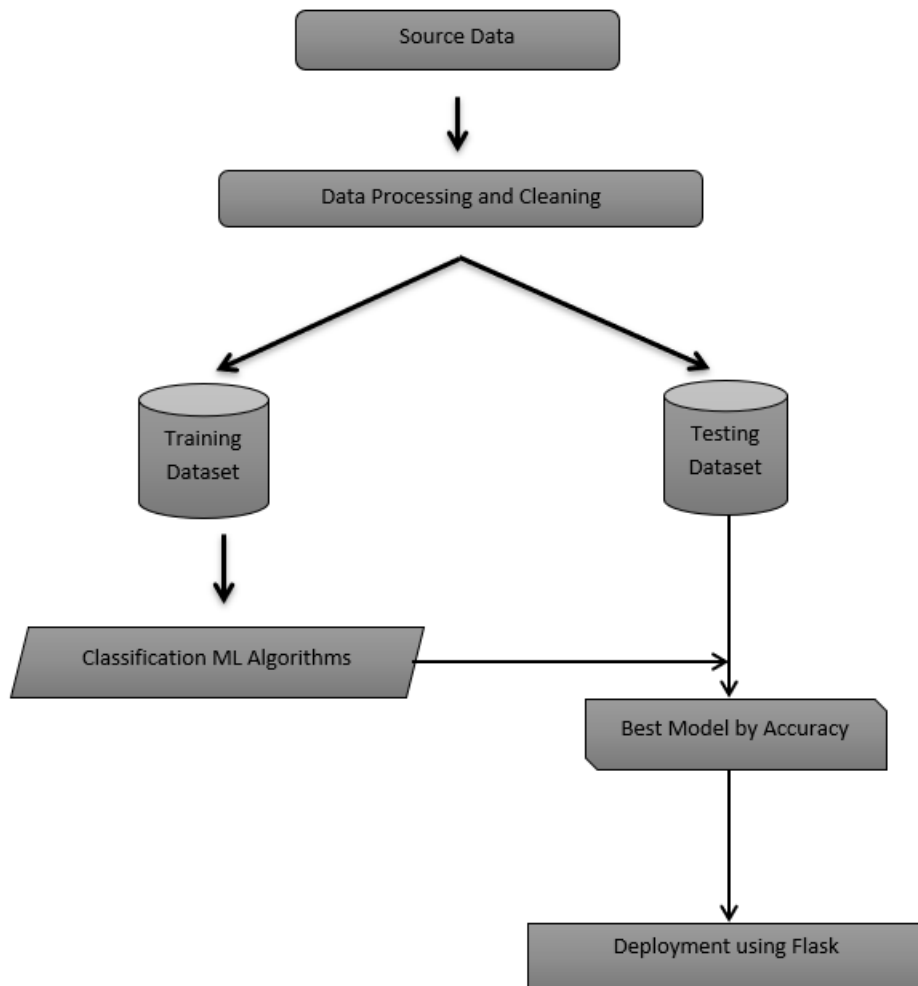 Source Data
Data Processing and Cleaning
Training
Dataset
Testing
Dataset
Classification ML Algorithms
Best Model by Accuracy
Deployment using Flask